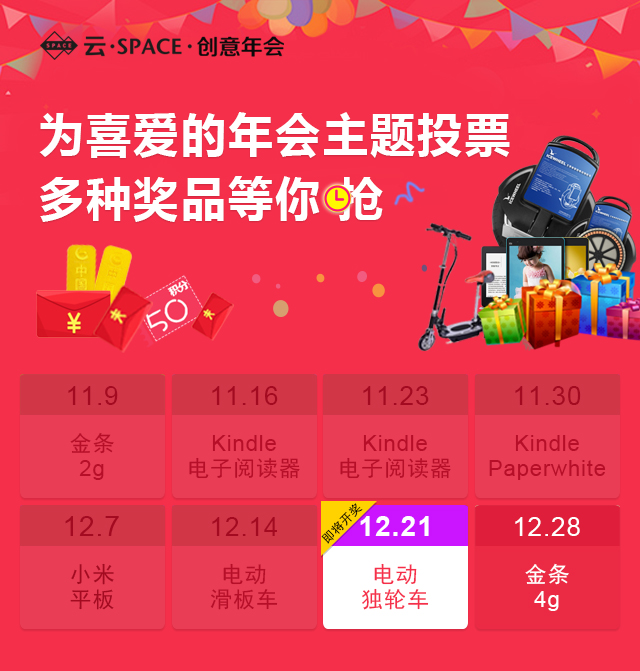 SPACE 云·SPACE·创意年会
为喜爱的年会主题投票
多种奖品等你 抢
积分
50
¥
11.9
金条
2g
11.16
Kindle
电子阅读器
11.23
Kindle
电子阅读器
11.30
Kindle
Paperwhite
12.7
小米
平板
12.14
电动
滑板车
即将开奖
12.21
电动
独轮车
12.28
金条
4g